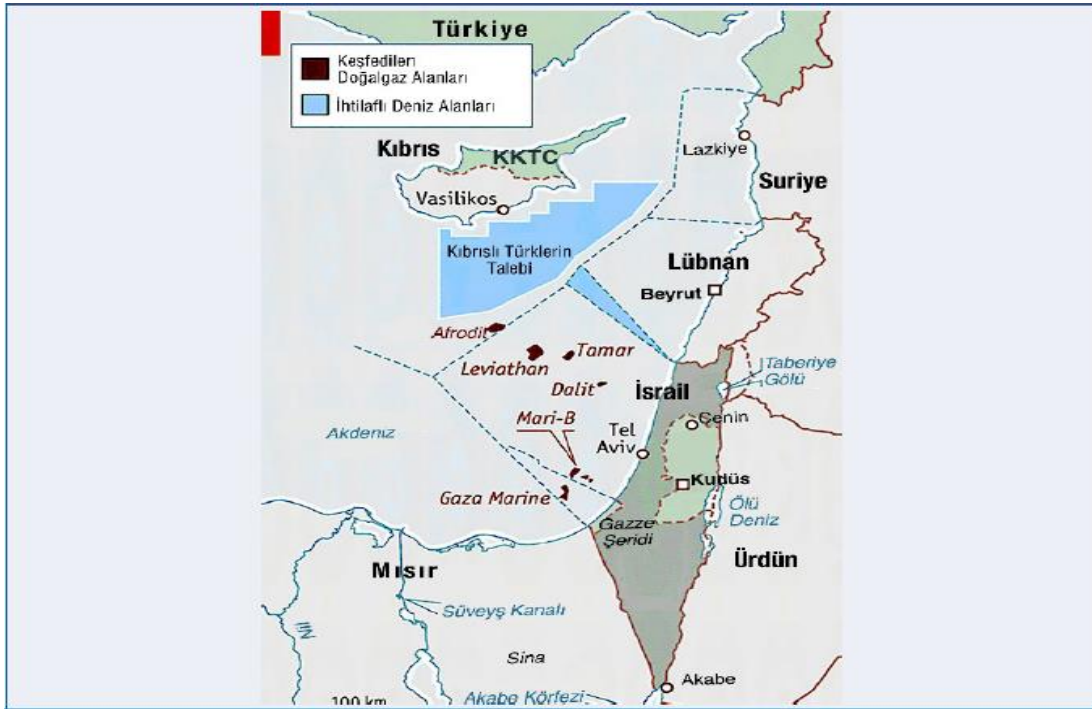 Türkiye
Keşfedilen
Doğalgaz Alanları
İhtilaflı Deniz Alanları
Kıbrıs
KKTC
Lazkiye
Suriye
Vasilikos
Kıbrıslı Türklerin
Talebi
Lübnan
Beyrut
Afrodit
Leviathan
Tamar
Taberiye
Gölü
Dalit
İsrail
Mari-B
Çenin
Tel
Aviv
Akdeniz
Kudüs
Gaza Marine
Ölü
Deniz
Gazze
Şeridi
Ürdün
Mısır
Süveyş Kanalı
Nil
Sina
Akabe
100 km
Akabe Körfezi